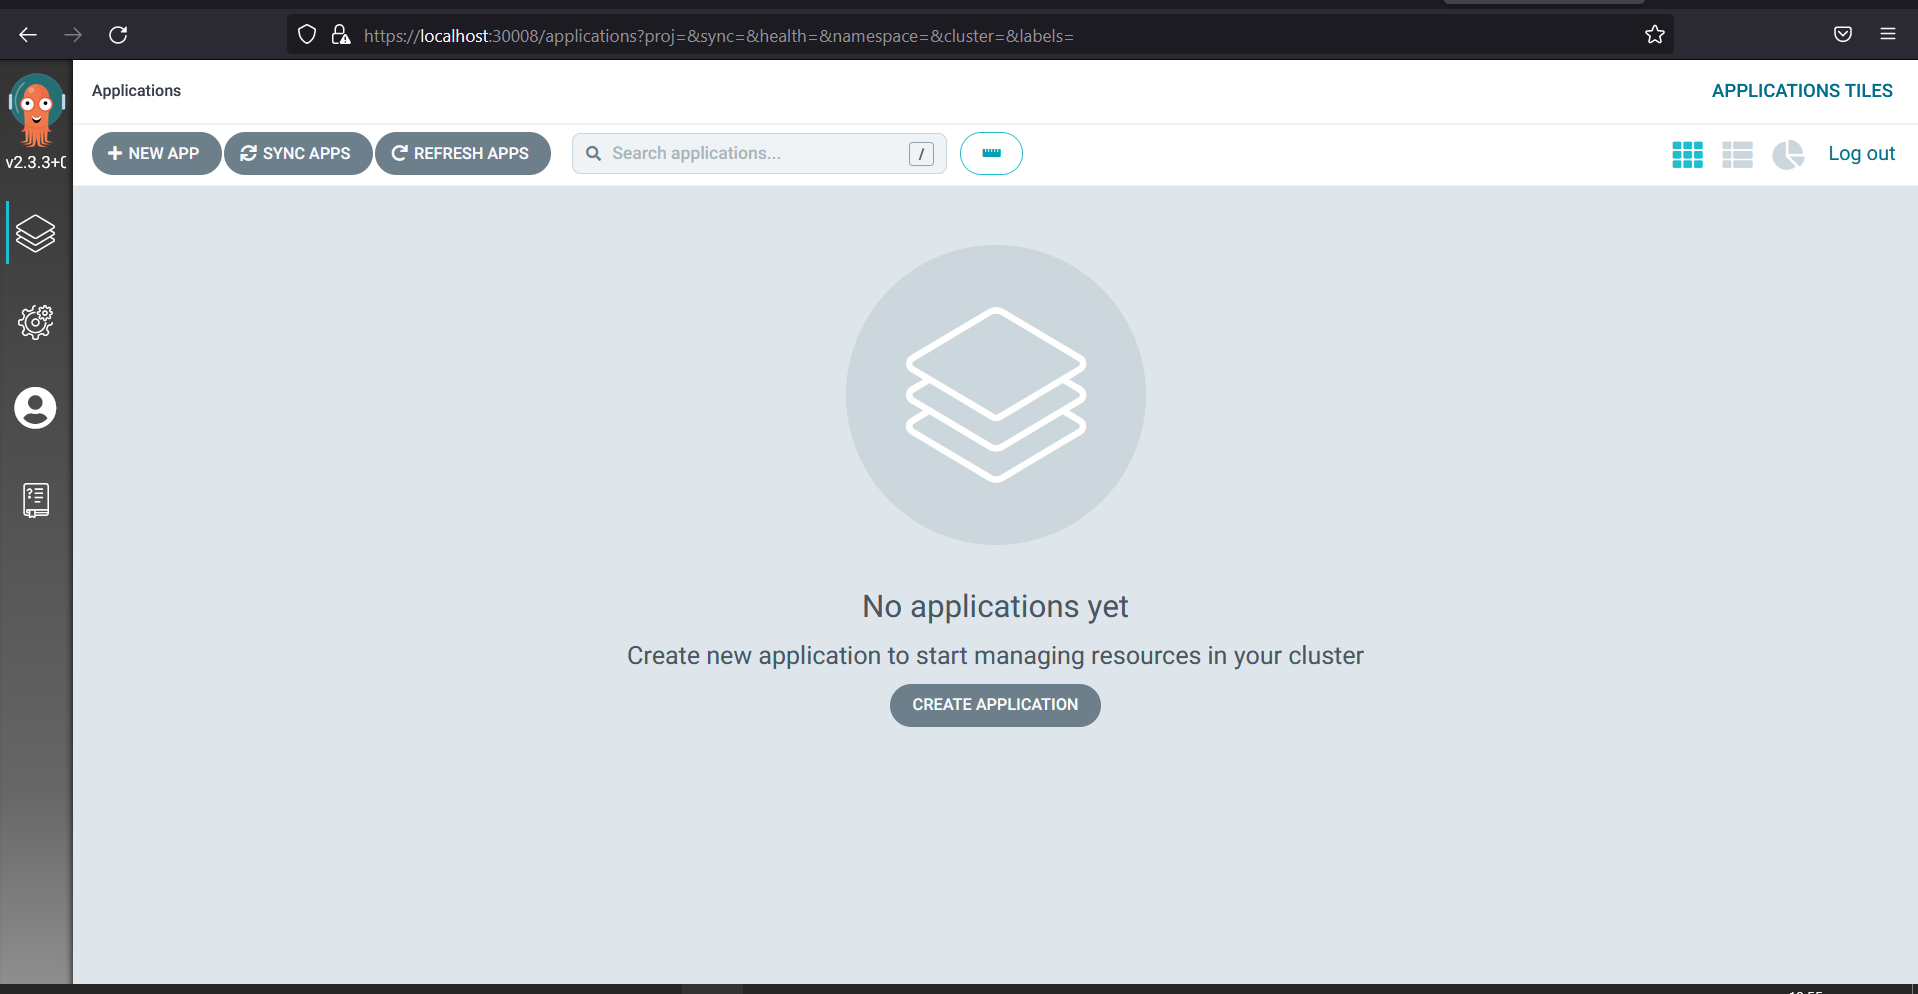 https://localhost:30008/applications?proj=&sync=&health=&namespace=&cluster=&labels=
Applications
APPLICATIONS TILES
v2.3.3+
NEW APP
SYNC APPS
REFRESH APPS
Search applications...
/
Log out
No applications yet
Create new application to start managing resources in your cluster
CREATE APPLICATION